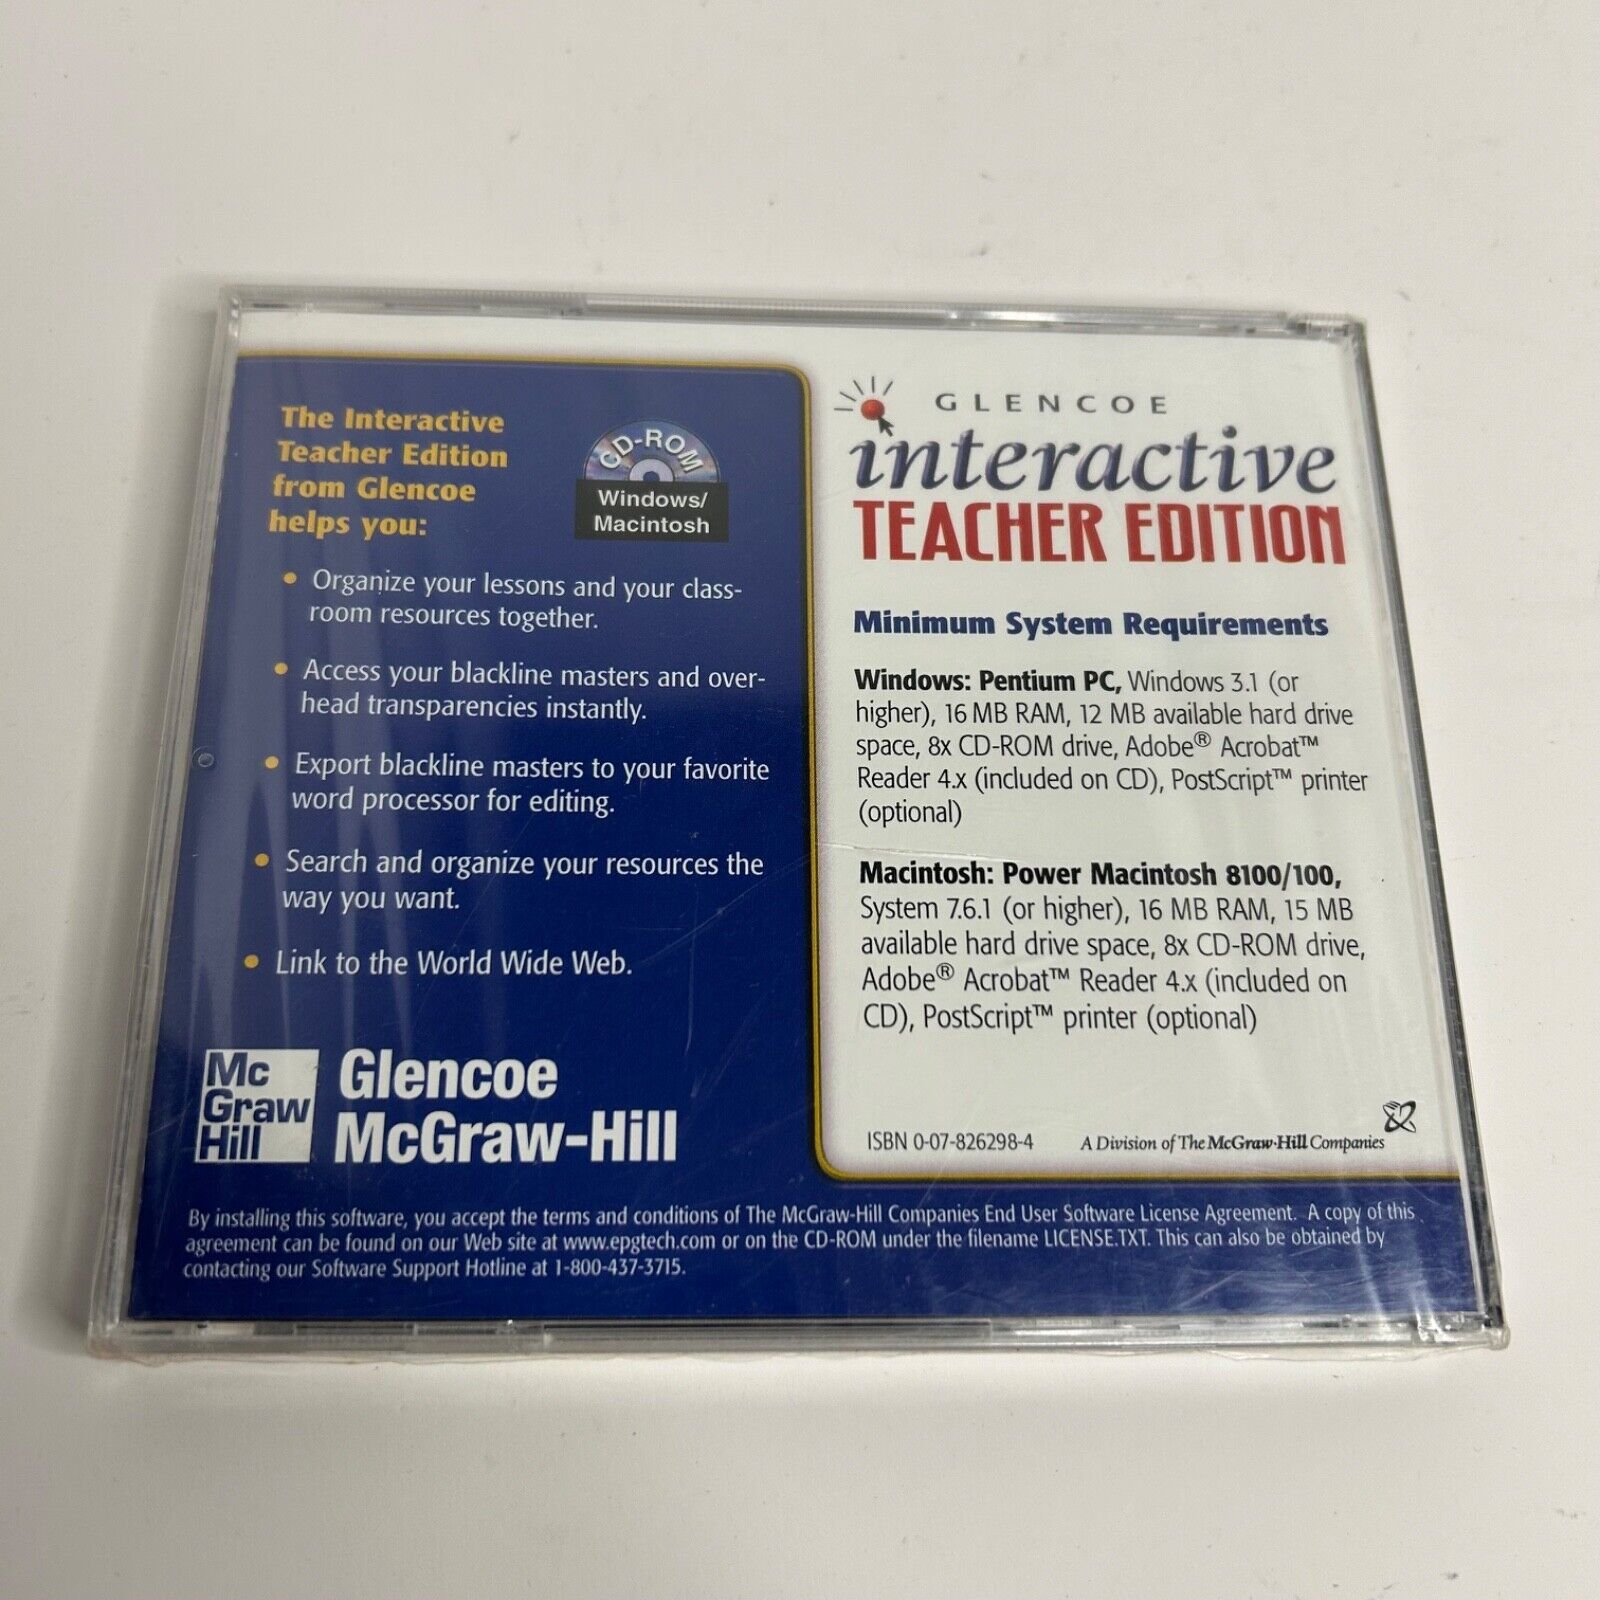 The Interactive
Teacher Edition
from Glencoe
helps you:
CD-ROM
Windows/
Macintosh
• Organize your lessons and your class-
room resources together.
• Access your blackline masters and over-
head transparencies instantly.
• Export blackline masters to your favorite
word processor for editing.
• Search and organize your resources the
way you want.
• Link to the World Wide Web.
Mc
Graw
Hill
Glencoe
McGraw-Hill
GLENCOE
interactive
TEACHER EDITION
Minimum System Requirements
Windows: Pentium PC, Windows 3.1 (or
higher), 16 MB RAM, 12 MB available hard drive
space, 8x CD-ROM drive, Adobe® Acrobat™
Reader 4.x (included on CD), PostScript™ printer
(optional)
Macintosh: Power Macintosh 8100/100,
System 7.6.1 (or higher), 16 MB RAM, 15 MB
available hard drive space, 8x CD-ROM drive,
Adobe® Acrobat™ Reader 4.x (included on
CD), PostScript™ printer (optional)
ISBN 0-07-826298-4
A Division of The McGraw·Hill Companies
By installing this software, you accept the terms and conditions of The McGraw-Hill Companies End User Software License Agreement. A copy of this
agreement can be found on our Web site at www.epgtech.com or on the CD-ROM under the filename LICENSE.TXT. This can also be obtained by
contacting our Software Support Hotline at 1-800-437-3715.